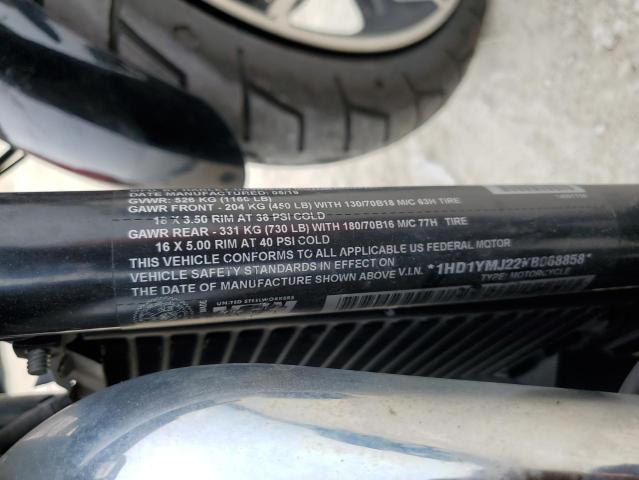 DATE MANUFACTURED: 06/19
GVWR: 526 KG (1160 LB)
GAWR FRONT - 204 KG (450 LB) WITH 130/70B18 M/C 63H TIRE
18 X 3.50 RIM AT 36 PSI COLD
GAWR REAR - 331 KG (730 LB) WITH 180/70B16 M/C 77H TIRE
16 X 5.00 RIM AT 40 PSI COLD
THIS VEHICLE CONFORMS TO ALL APPLICABLE US FEDERAL MOTOR
VEHICLE SAFETY STANDARDS IN EFFECT ON
THE DATE OF MANUFACTURE SHOWN ABOVE V.I.N. *1HD1YMJ22KB068858*
TYPE: MOTORCYCLE
UNITED STEELWORKERS